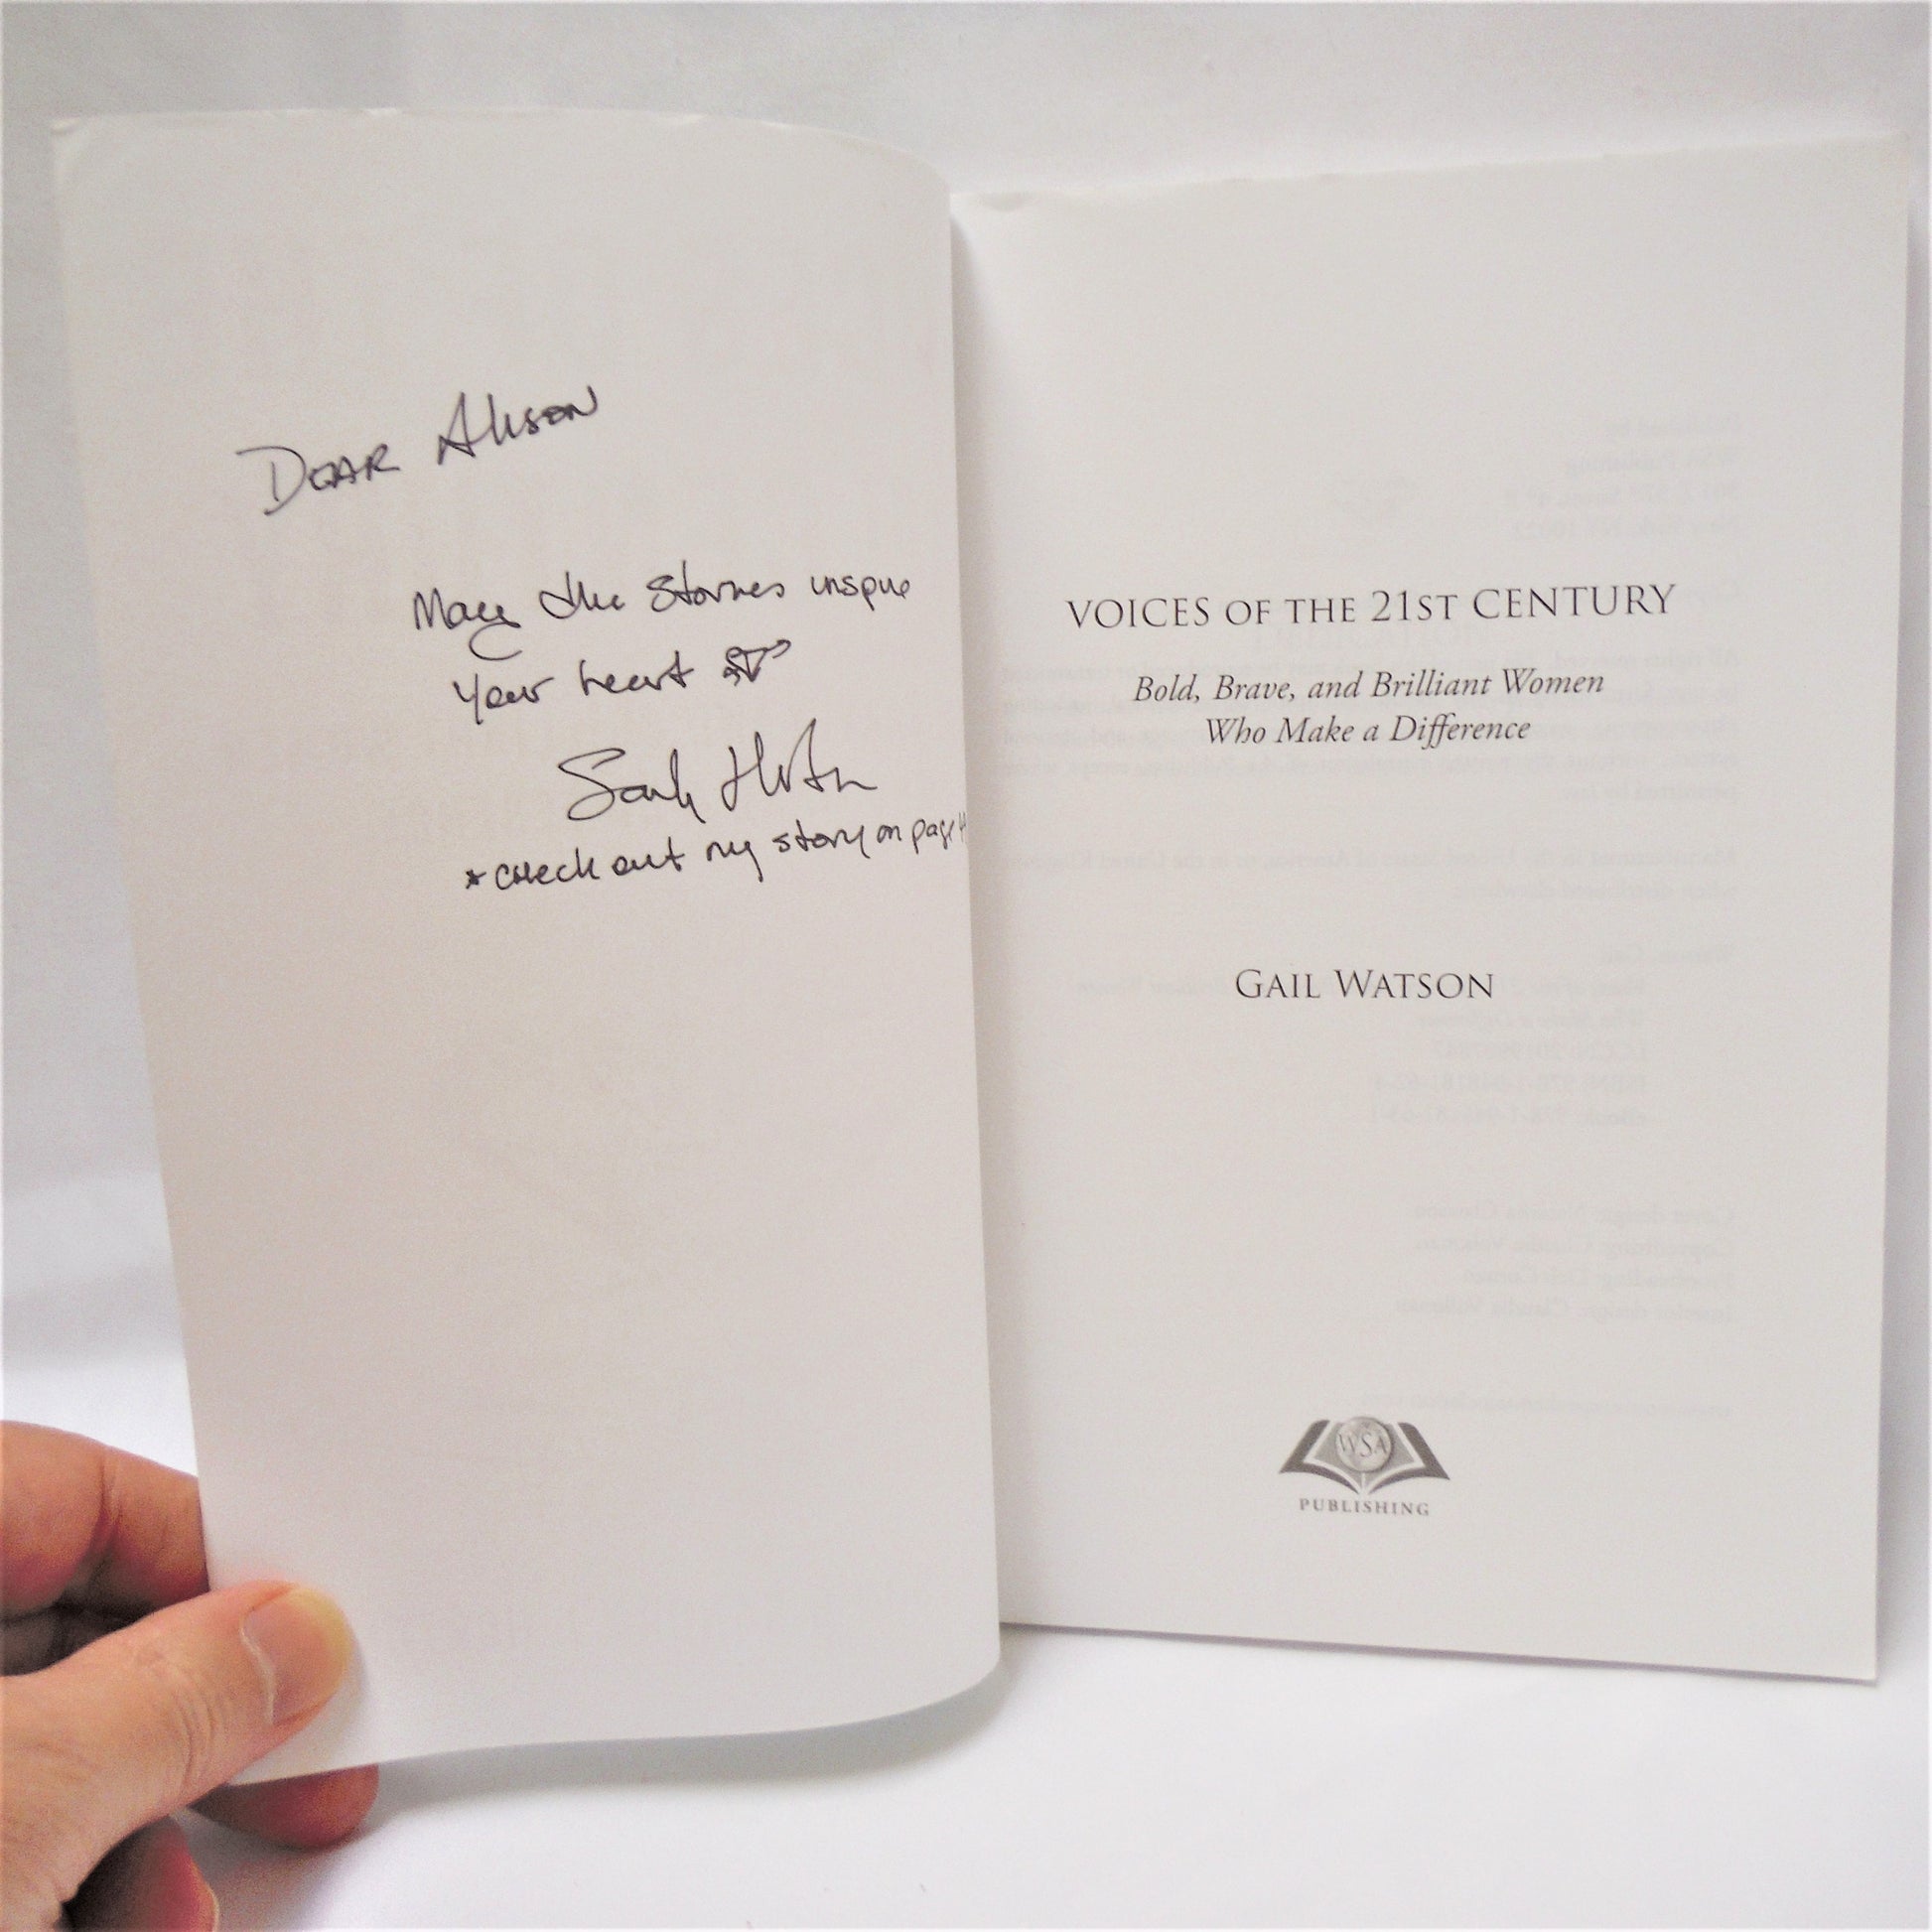 DEAR Alison
May the stories inspire
your heart
Sarah
*check out my story on page
VOICES OF THE 21ST CENTURY
Bold, Brave, and Brilliant Women
Who Make a Difference
GAIL WATSON
WSA
PUBLISHING